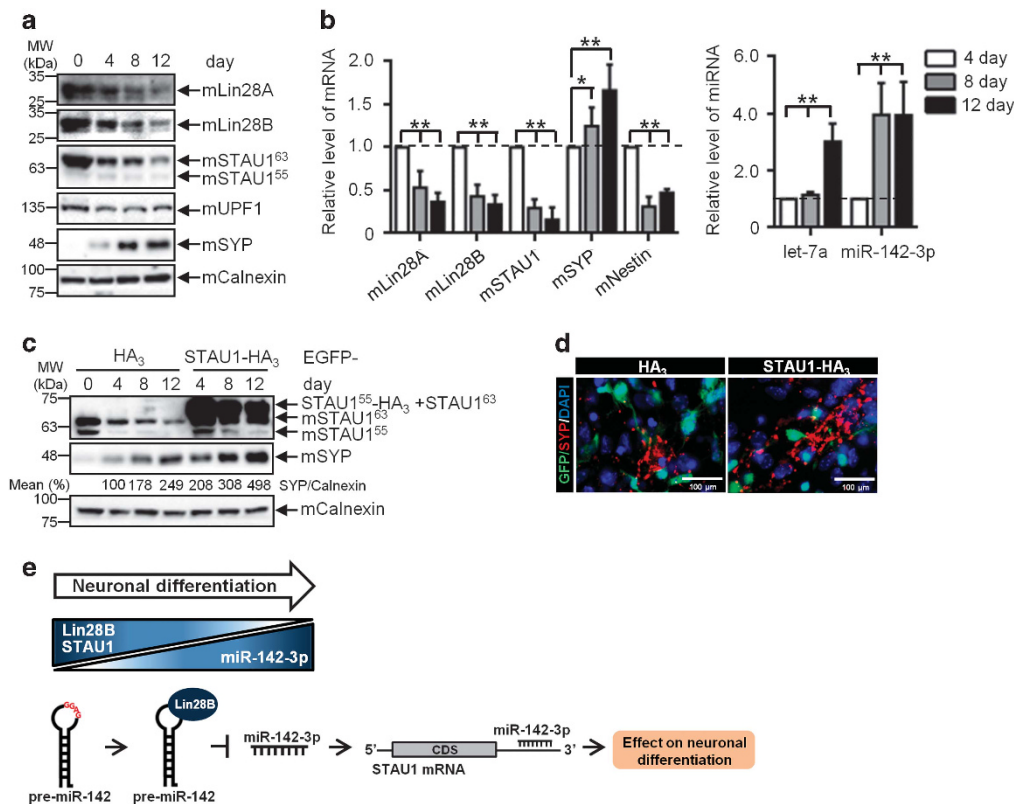 a
MW
(kDa)
0 4 8 12 day
35
25
mLin28A
35
25
mLin28B
63
mSTAU1⁶³
mSTAU1⁵⁵
135
mUPF1
48
mSYP
100
75
mCalnexin
b
Relative level of mRNA
2.0
1.5
1.0
0.5
0
** ** ** * ** **
mLin28A
mLin28B
mSTAU1
mSYP
mNestin
Relative level of miRNA
6.0
4.0
2.0
0
** **
let-7a miR-142-3p
4 day
8 day
12 day
c
HA₃ STAU1-HA₃ EGFP-
MW
(kDa)
0 4 8 12 4 8 12 day
75
63
STAU1⁵⁵-HA₃ +STAU1⁶³
mSTAU1⁶³
mSTAU1⁵⁵
48
mSYP
Mean (%) 100 178 249 208 308 498 SYP/Calnexin
100
75
mCalnexin
d
HA₃ STAU1-HA₃
GFP/SYP/DAPI
100 μm 100 μm
e
Neuronal differentiation
Lin28B
STAU1
miR-142-3p
Lin28B
pre-miR-142
pre-miR-142
miR-142-3p
5' CDS 3'
miR-142-3p
STAU1 mRNA
Effect on neuronal
differentiation